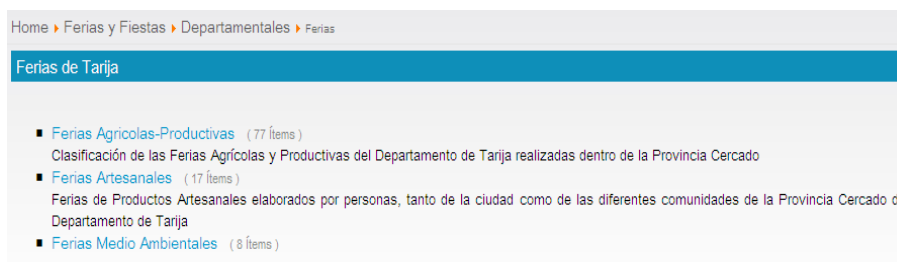 Home Ferias y Fiestas Departamentales Ferias
Ferias de Tarija
Ferias Agricolas-Productivas ( 77 Ítems )
Clasificación de las Ferias Agrícolas y Productivas del Departamento de Tarija realizadas dentro de la Provincia Cercado
Ferias Artesanales ( 17 Ítems )
Ferias de Productos Artesanales elaborados por personas, tanto de la ciudad como de las diferentes comunidades de la Provincia Cercado
Departamento de Tarija
Ferias Medio Ambientales ( 8 Ítems )